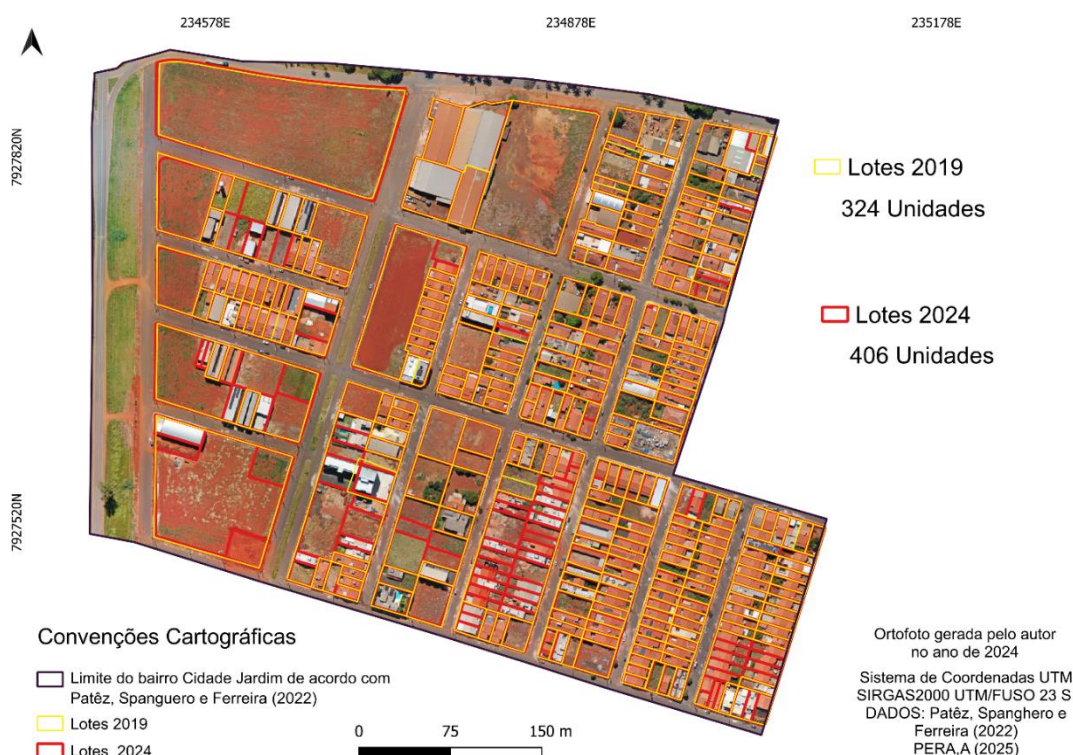 234578E
234878E
235178E
7927820N
7927520N
Lotes 2019
324 Unidades
Lotes 2024
406 Unidades
Convenções Cartográficas
Limite do bairro Cidade Jardim de acordo com
Patêz, Spanguero e Ferreira (2022)
Lotes 2019
Lotes 2024
0 75 150 m
Ortofoto gerada pelo autor
no ano de 2024
Sistema de Coordenadas UTM
SIRGAS2000 UTM/FUSO 23 S
DADOS: Patêz, Spanghero e
Ferreira (2022)
PERA,A (2025)